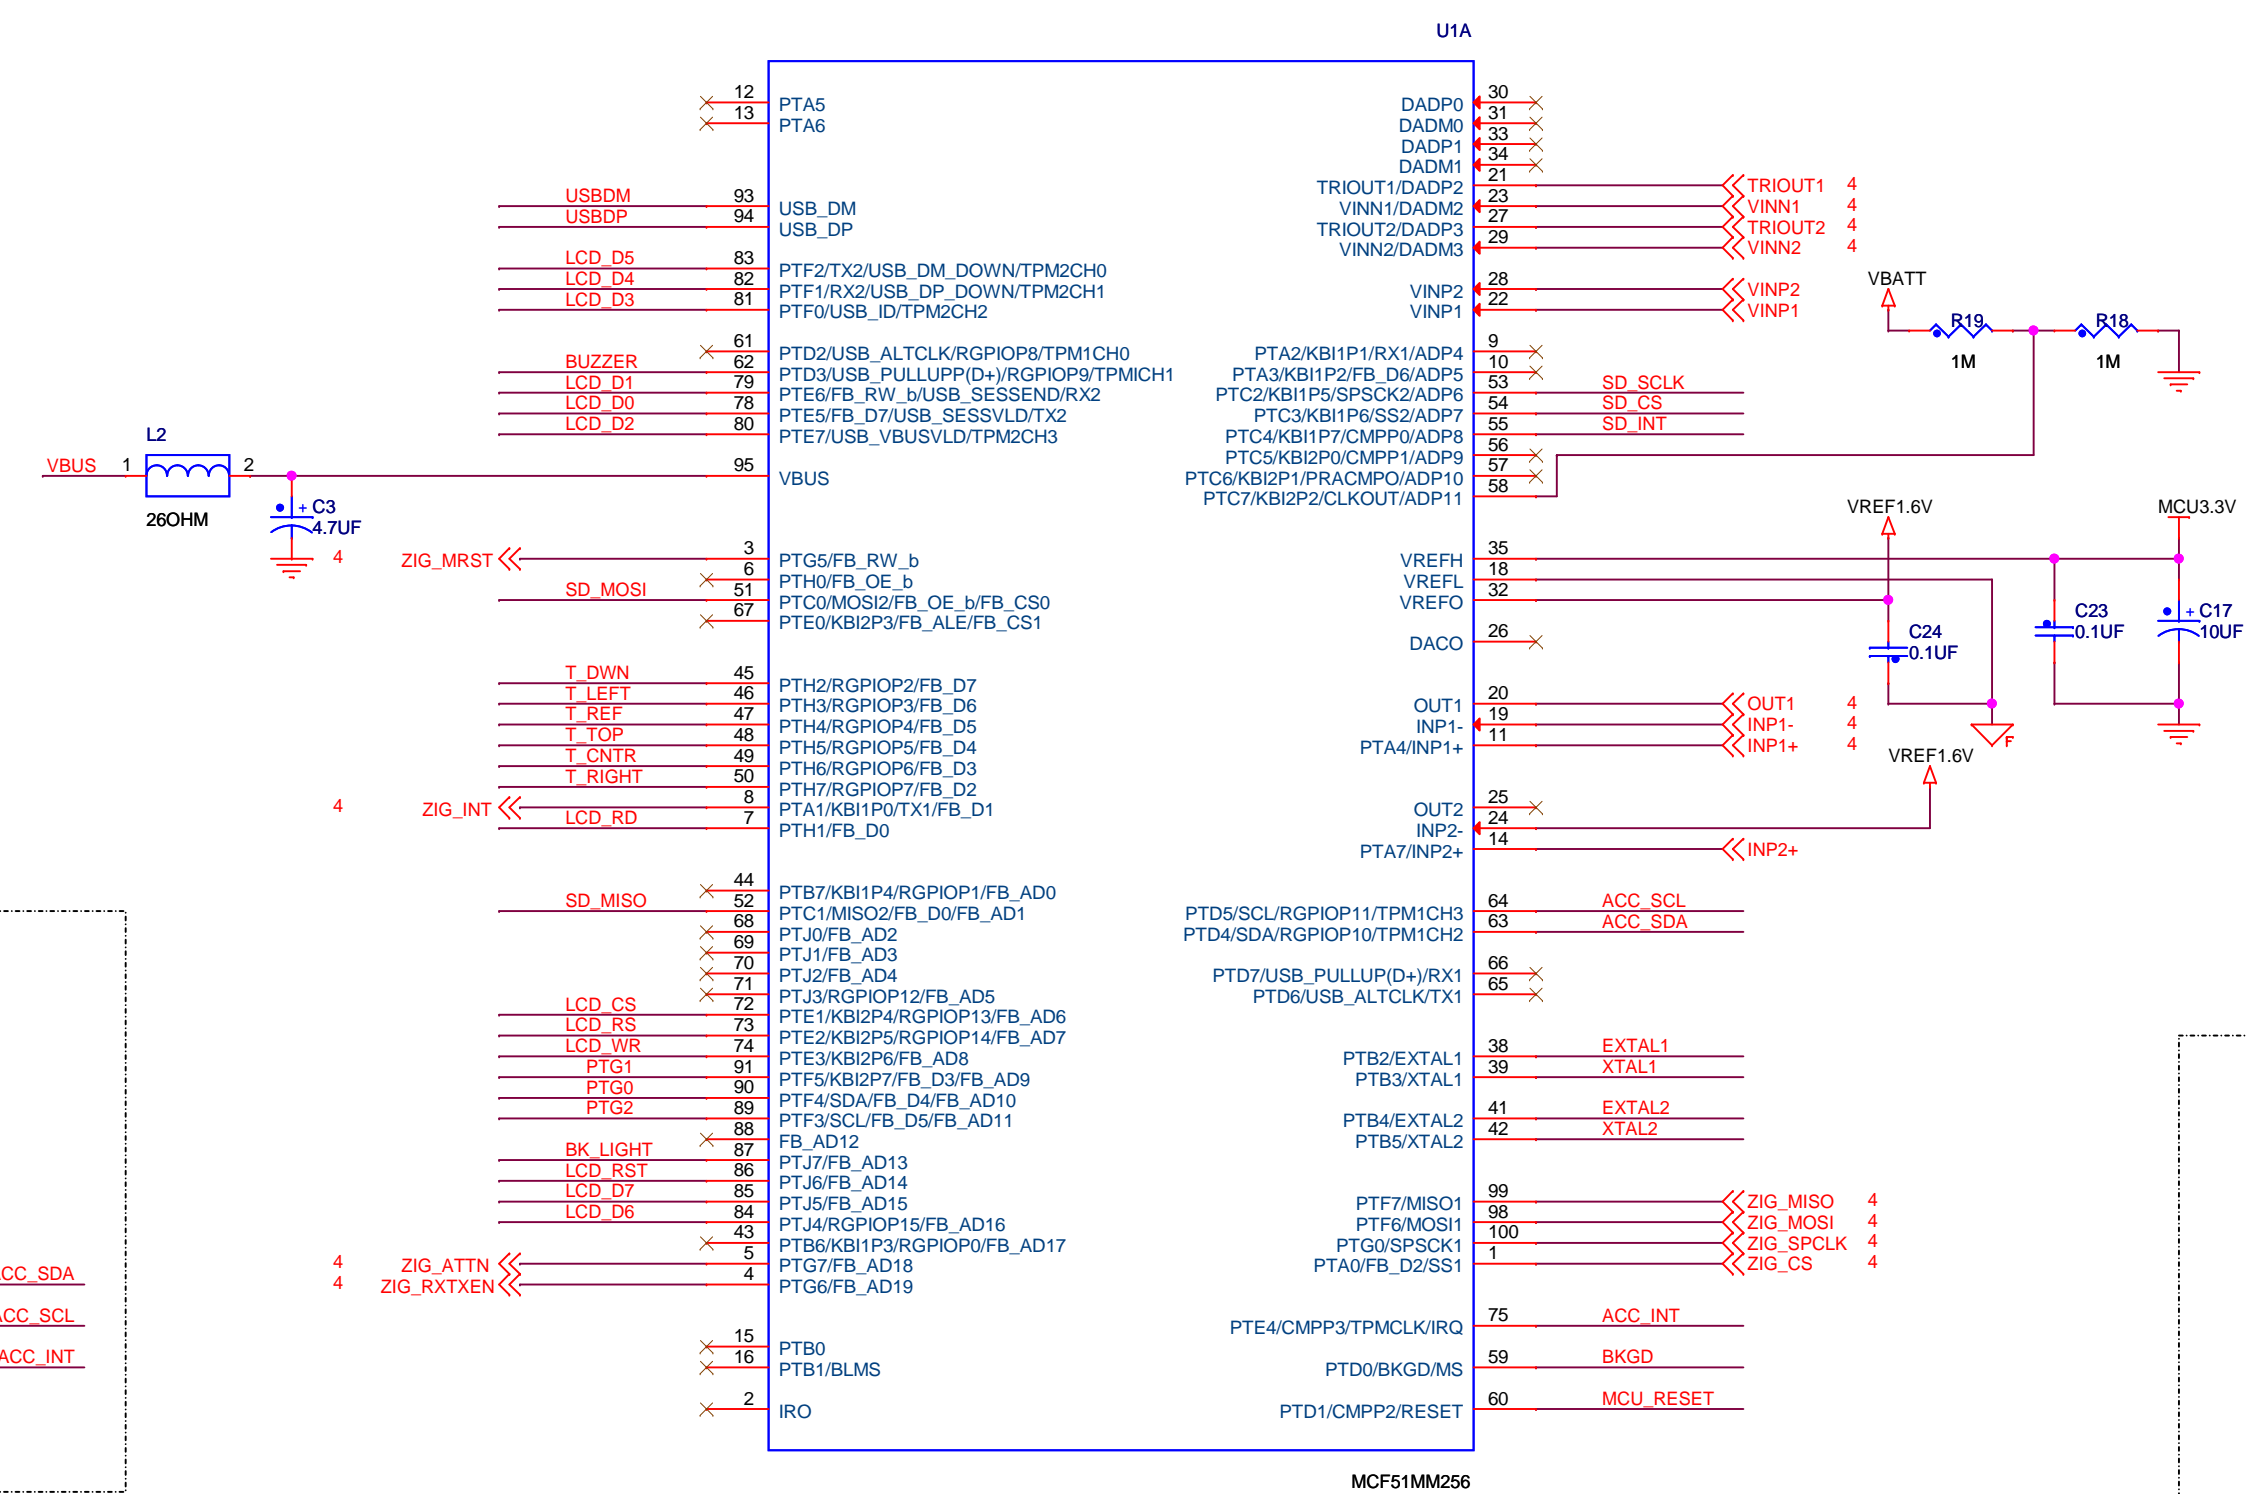 U1A
12 PTA5
13 PTA6
USBDM 93 USB_DM
USBDP 94 USB_DP
LCD_D5 83 PTF2/TX2/USB_DM_DOWN/TPM2CH0
LCD_D4 82 PTF1/RX2/USB_DP_DOWN/TPM2CH1
LCD_D3 81 PTF0/USB_ID/TPM2CH2
61 PTD2/USB_ALTCLK/RGPIOP8/TPM1CH0
BUZZER 62 PTD3/USB_PULLUPP(D+)/RGPIOP9/TPMICH1
LCD_D1 79 PTE6/FB_RW_b/USB_SESSEND/RX2
LCD_D0 78 PTE5/FB_D7/USB_SESSVLD/TX2
LCD_D2 80 PTE7/USB_VBUSVLD/TPM2CH3
L2
VBUS 1 2 95 VBUS
26OHM
+ C3
4.7UF
4 ZIG_MRST 3 PTG5/FB_RW_b
6 PTH0/FB_OE_b
SD_MOSI 51 PTC0/MOSI2/FB_OE_b/FB_CS0
67 PTE0/KBI2P3/FB_ALE/FB_CS1
T_DWN 45 PTH2/RGPIOP2/FB_D7
T_LEFT 46 PTH3/RGPIOP3/FB_D6
T_REF 47 PTH4/RGPIOP4/FB_D5
T_TOP 48 PTH5/RGPIOP5/FB_D4
T_CNTR 49 PTH6/RGPIOP6/FB_D3
T_RIGHT 50 PTH7/RGPIOP7/FB_D2
4 ZIG_INT 8 PTA1/KBI1P0/TX1/FB_D1
LCD_RD 7 PTH1/FB_D0
44 PTB7/KBI1P4/RGPIOP1/FB_AD0
SD_MISO 52 PTC1/MISO2/FB_D0/FB_AD1
68 PTJ0/FB_AD2
69 PTJ1/FB_AD3
70 PTJ2/FB_AD4
71 PTJ3/RGPIOP12/FB_AD5
LCD_CS 72 PTE1/KBI2P4/RGPIOP13/FB_AD6
LCD_RS 73 PTE2/KBI2P5/RGPIOP14/FB_AD7
LCD_WR 74 PTE3/KBI2P6/FB_AD8
PTG1 91 PTF5/KBI2P7/FB_D3/FB_AD9
PTG0 90 PTF4/SDA/FB_D4/FB_AD10
PTG2 89 PTF3/SCL/FB_D5/FB_AD11
88 FB_AD12
BK_LIGHT 87 PTJ7/FB_AD13
LCD_RST 86 PTJ6/FB_AD14
LCD_D7 85 PTJ5/FB_AD15
LCD_D6 84 PTJ4/RGPIOP15/FB_AD16
43 PTB6/KBI1P3/RGPIOP0/FB_AD17
4 ZIG_ATTN 5 PTG7/FB_AD18
4 ZIG_RXTXEN 4 PTG6/FB_AD19
CC_SDA
ACC_SCL
ACC_INT
15 PTB0
16 PTB1/BLMS
2 IRO
DADP0 30
DADM0 31
DADP1 33
DADM1 34
TRIOUT1/DADP2 21 TRIOUT1 4
VINN1/DADM2 23 VINN1 4
TRIOUT2/DADP3 27 TRIOUT2 4
VINN2/DADM3 29 VINN2 4
VINP2 28 VINP2
VINP1 22 VINP1
PTA2/KBI1P1/RX1/ADP4 9
PTA3/KBI1P2/FB_D6/ADP5 10
PTC2/KBI1P5/SPSCK2/ADP6 53 SD_SCLK
PTC3/KBI1P6/SS2/ADP7 54 SD_CS
PTC4/KBI1P7/CMPP0/ADP8 55 SD_INT
PTC5/KBI2P0/CMPP1/ADP9 56
PTC6/KBI2P1/PRACMPO/ADP10 57
PTC7/KBI2P2/CLKOUT/ADP11 58
VBATT
R19 R18
1M 1M
VREF1.6V MCU3.3V
VREFH 35
VREFL 18
VREFO 32
C24
0.1UF
C23
0.1UF
+ C17
10UF
DACO 26
OUT1 20 OUT1 4
INP1- 19 INP1- 4
PTA4/INP1+ 11 INP1+ 4
F
VREF1.6V
OUT2 25
INP2- 24
PTA7/INP2+ 14 INP2+
PTD5/SCL/RGPIOP11/TPM1CH3 64 ACC_SCL
PTD4/SDA/RGPIOP10/TPM1CH2 63 ACC_SDA
PTD7/USB_PULLUP(D+)/RX1 66
PTD6/USB_ALTCLK/TX1 65
PTB2/EXTAL1 38 EXTAL1
PTB3/XTAL1 39 XTAL1
PTB4/EXTAL2 41 EXTAL2
PTB5/XTAL2 42 XTAL2
PTF7/MISO1 99 ZIG_MISO 4
PTF6/MOSI1 98 ZIG_MOSI 4
PTG0/SPSCK1 100 ZIG_SPCLK 4
PTA0/FB_D2/SS1 1 ZIG_CS 4
PTE4/CMPP3/TPMCLK/IRQ 75 ACC_INT
PTD0/BKGD/MS 59 BKGD
PTD1/CMPP2/RESET 60 MCU_RESET
MCF51MM256